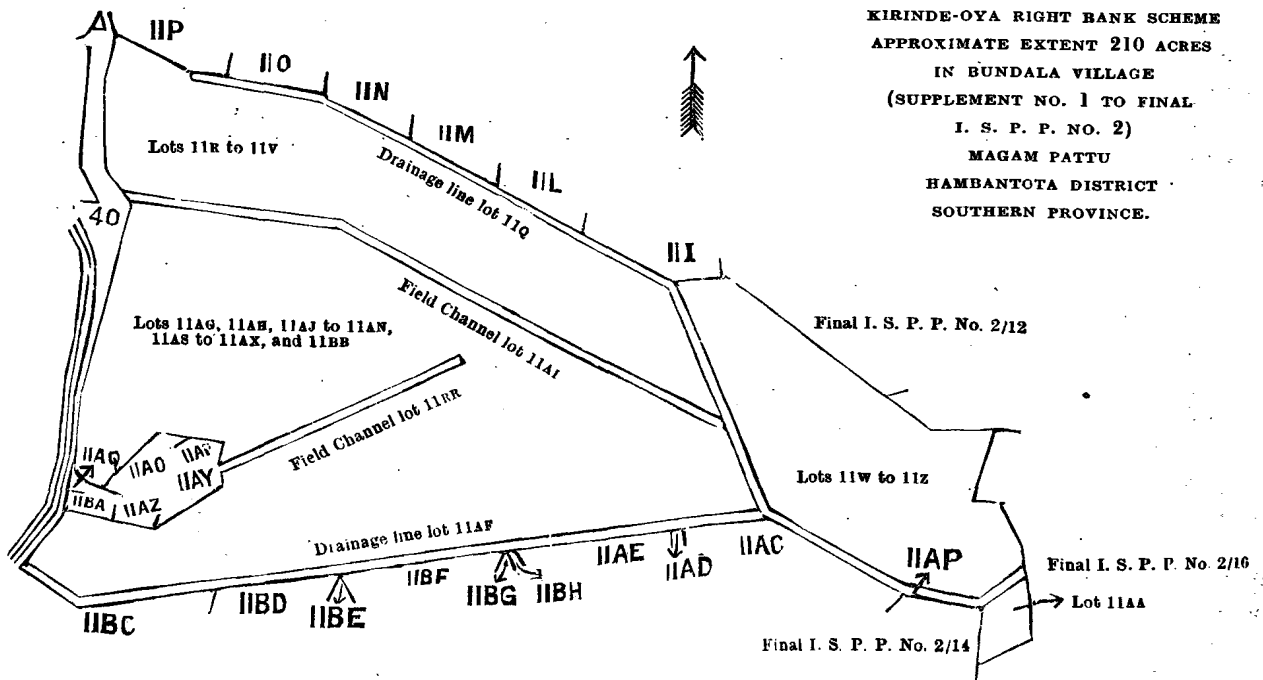 KIRINDE-OYA RIGHT BANK SCHEME
APPROXIMATE EXTENT 210 ACRES
IN BUNDALA VILLAGE
(SUPPLEMENT NO. 1 TO FINAL
I. S. P. P. NO. 2)
MAGAM PATTU
HAMBANTOTA DISTRICT
SOUTHERN PROVINCE.
11P
11O
11N
11M
11L
Lots 11R to 11V
Drainage line lot 11Q
40
11I
Field Channel lot 11AI
Final I. S. P. P. No. 2/12
Lots 11AG, 11AH, 11AJ to 11AN,
11AS to 11AX, and 11BB
Field Channel lot 11RR
11AQ
11AO
11AY
11BA
11AZ
Lots 11W to 11Z
Drainage line lot 11AF
11BC
11BD
11BE
11BF
11BG
11BH
11AE
11AD
11AC
11AP
Final I. S. P. P. No. 2/16
Lot 11AA
Final I. S. P. P. No. 2/14